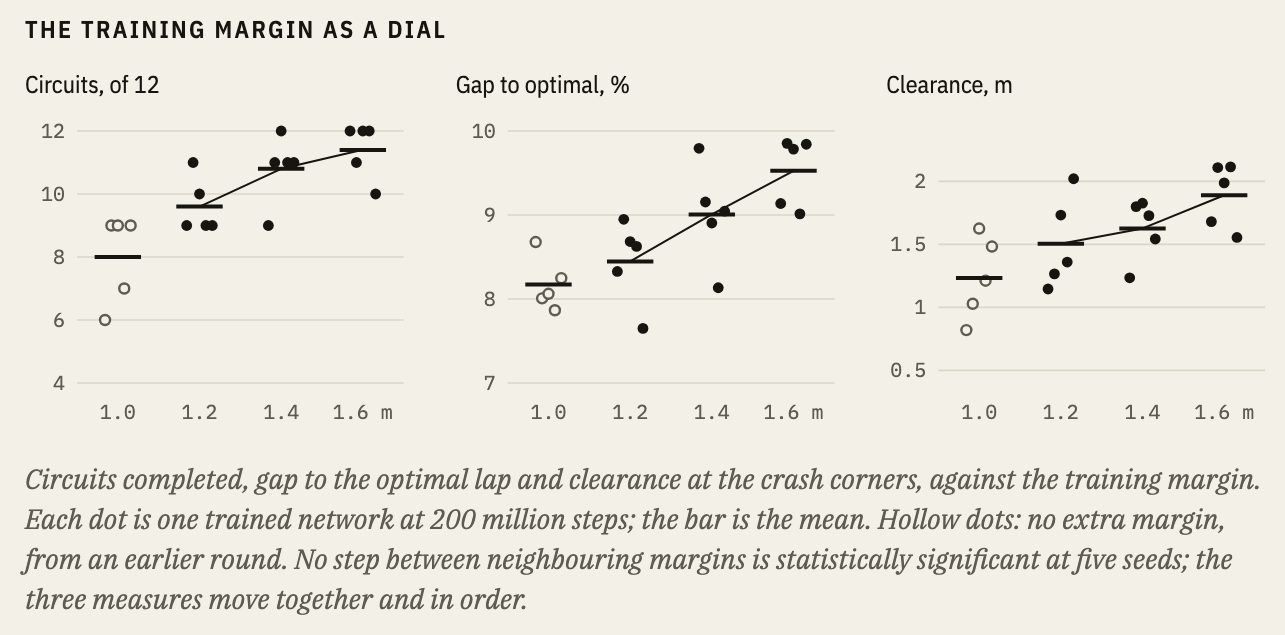 THE TRAINING MARGIN AS A DIAL
Circuits, of 12
12
10
8
6
4
1.0 1.2 1.4 1.6 m
Gap to optimal, %
10
9
8
7
1.0 1.2 1.4 1.6 m
Clearance, m
2
1.5
1
0.5
1.0 1.2 1.4 1.6 m
Circuits completed, gap to the optimal lap and clearance at the crash corners, against the training margin.
Each dot is one trained network at 200 million steps; the bar is the mean. Hollow dots: no extra margin,
from an earlier round. No step between neighbouring margins is statistically significant at five seeds; the
three measures move together and in order.